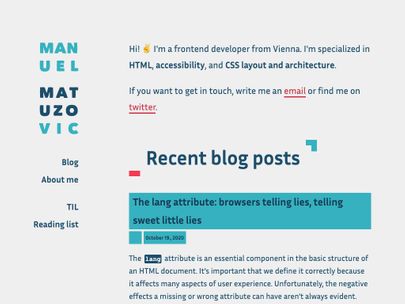 MAN
UEL
MAT
UZO
VIC
Blog
About me
TIL
Reading list
Hi! ✌ I'm a frontend developer from Vienna. I'm specialized in
HTML, accessibility, and CSS layout and architecture.
If you want to get in touch, write me an email or find me on
twitter.
Recent blog posts
The lang attribute: browsers telling lies, telling
sweet little lies
October 19, 2020
The lang attribute is an essential component in the basic structure of
an HTML document. It's important that we define it correctly because
it affects many aspects of user experience. Unfortunately, the negative
effects a missing or wrong attribute can have aren't always evident.